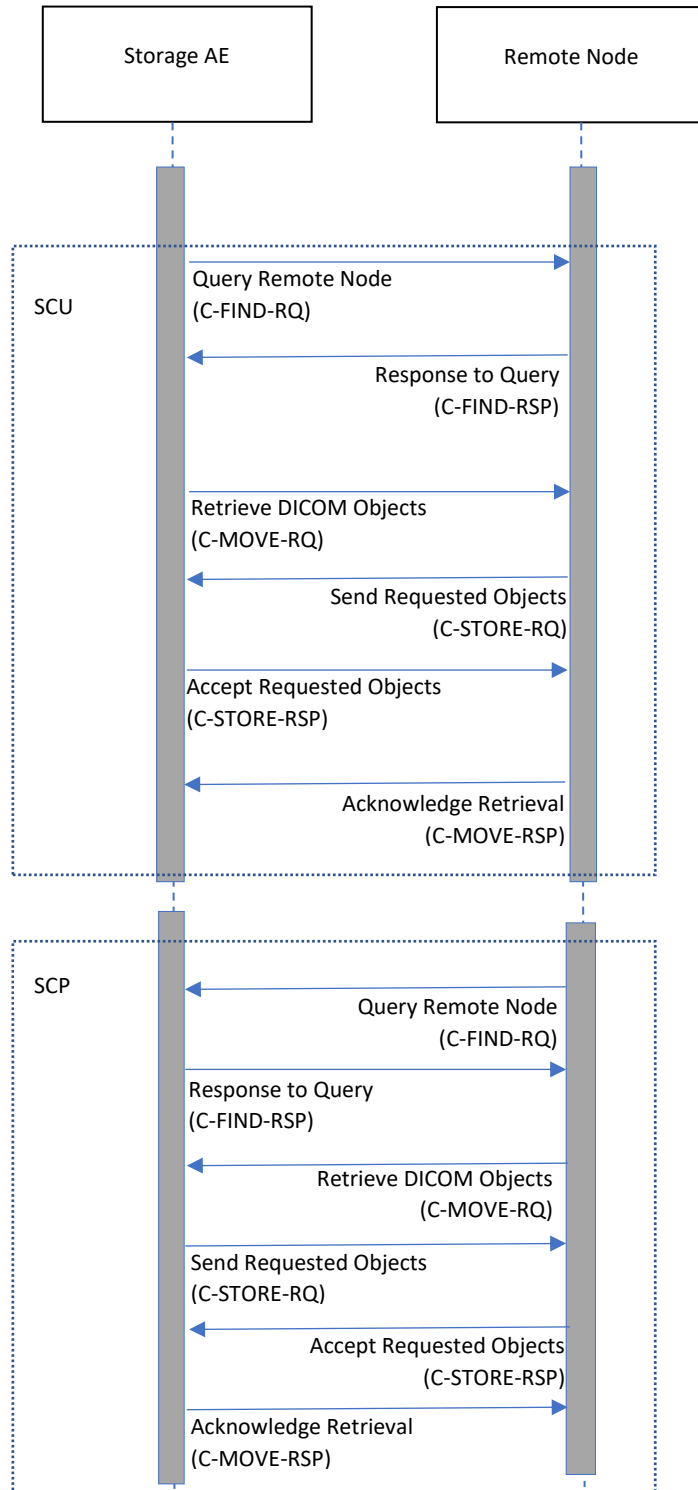 Storage AE
Remote Node
Query Remote Node
(C-FIND-RQ)
SCU
Response to Query
(C-FIND-RSP)
Retrieve DICOM Objects
(C-MOVE-RQ)
Send Requested Objects
(C-STORE-RQ)
Accept Requested Objects
(C-STORE-RSP)
Acknowledge Retrieval
(C-MOVE-RSP)
SCP
Query Remote Node
(C-FIND-RQ)
Response to Query
(C-FIND-RSP)
Retrieve DICOM Objects
(C-MOVE-RQ)
Send Requested Objects
(C-STORE-RQ)
Accept Requested Objects
(C-STORE-RSP)
Acknowledge Retrieval
(C-MOVE-RSP)